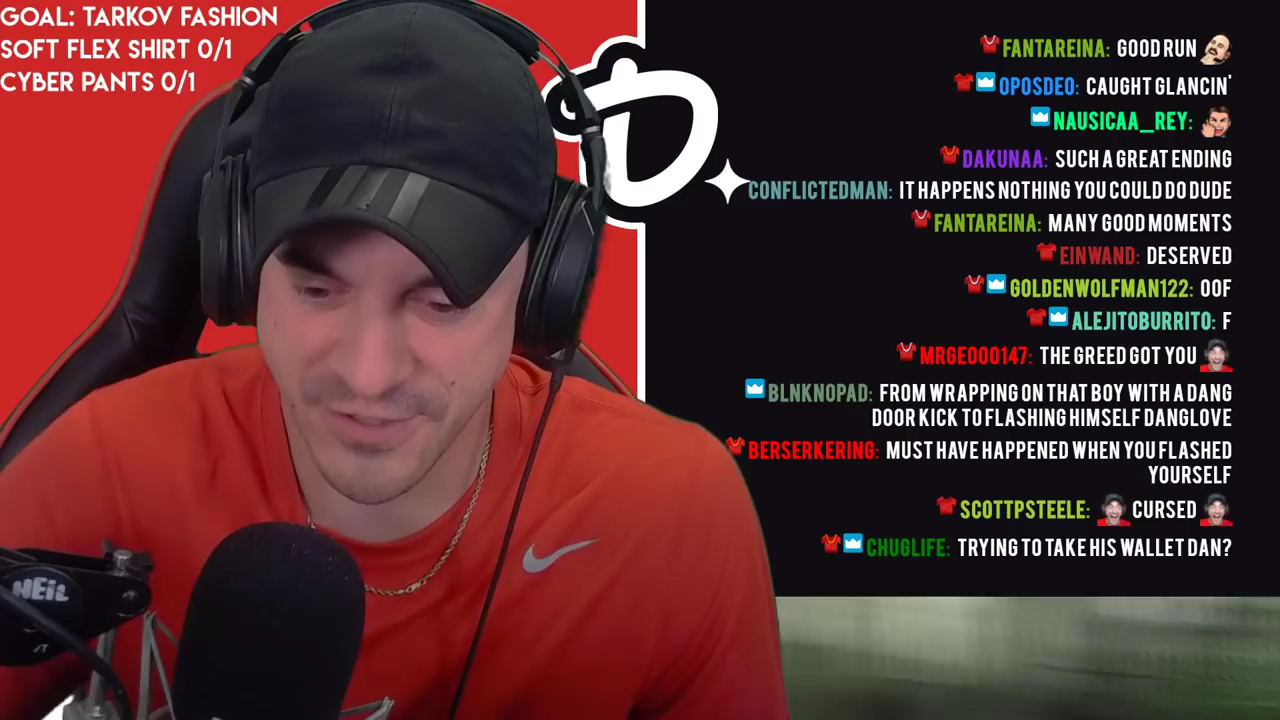 GOAL: TARKOV FASHION
SOFT FLEX SHIRT 0/1
CYBER PANTS 0/1
D
HEIL
FANTAREINA: GOOD RUN
OPOSDEO: CAUGHT GLANCIN'
NAUSICAA_REY:
DAKUNAA: SUCH A GREAT ENDING
CONFLICTEDMAN: IT HAPPENS NOTHING YOU COULD DO DUDE
FANTAREINA: MANY GOOD MOMENTS
EINWAND: DESERVED
GOLDENWOLFMAN122: OOF
ALEJITOBURRITO: F
MRGEOOO147: THE GREED GOT YOU
BLNKNOPAD: FROM WRAPPING ON THAT BOY WITH A DANG
DOOR KICK TO FLASHING HIMSELF DANGLOVE
BERSERKERING: MUST HAVE HAPPENED WHEN YOU FLASHED
YOURSELF
SCOTTPSTEELE: CURSED
CHUGLIFE: TRYING TO TAKE HIS WALLET DAN?